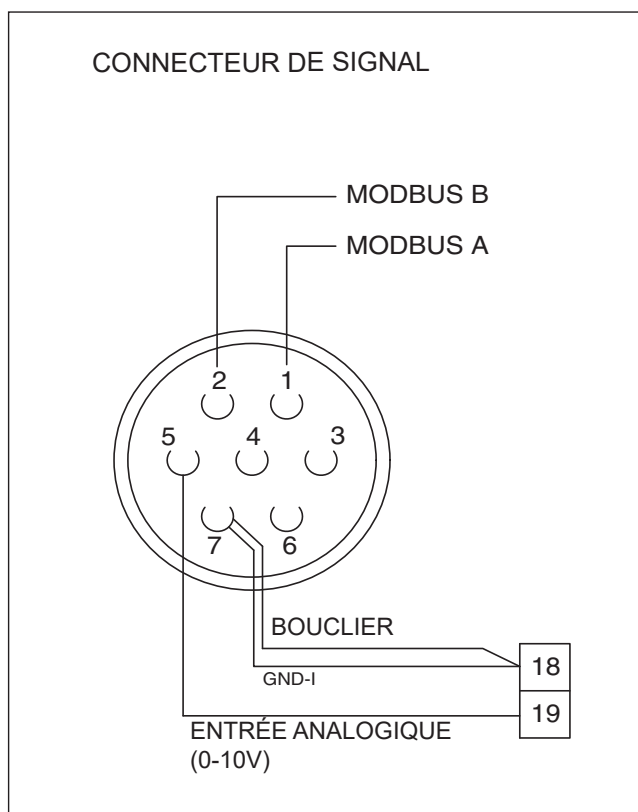 CONNECTEUR DE SIGNAL
MODBUS B
MODBUS A
2 1
5 4 3
7 6
BOUCLIER
18
GND-I
19
ENTRÉE ANALOGIQUE
(0-10V)